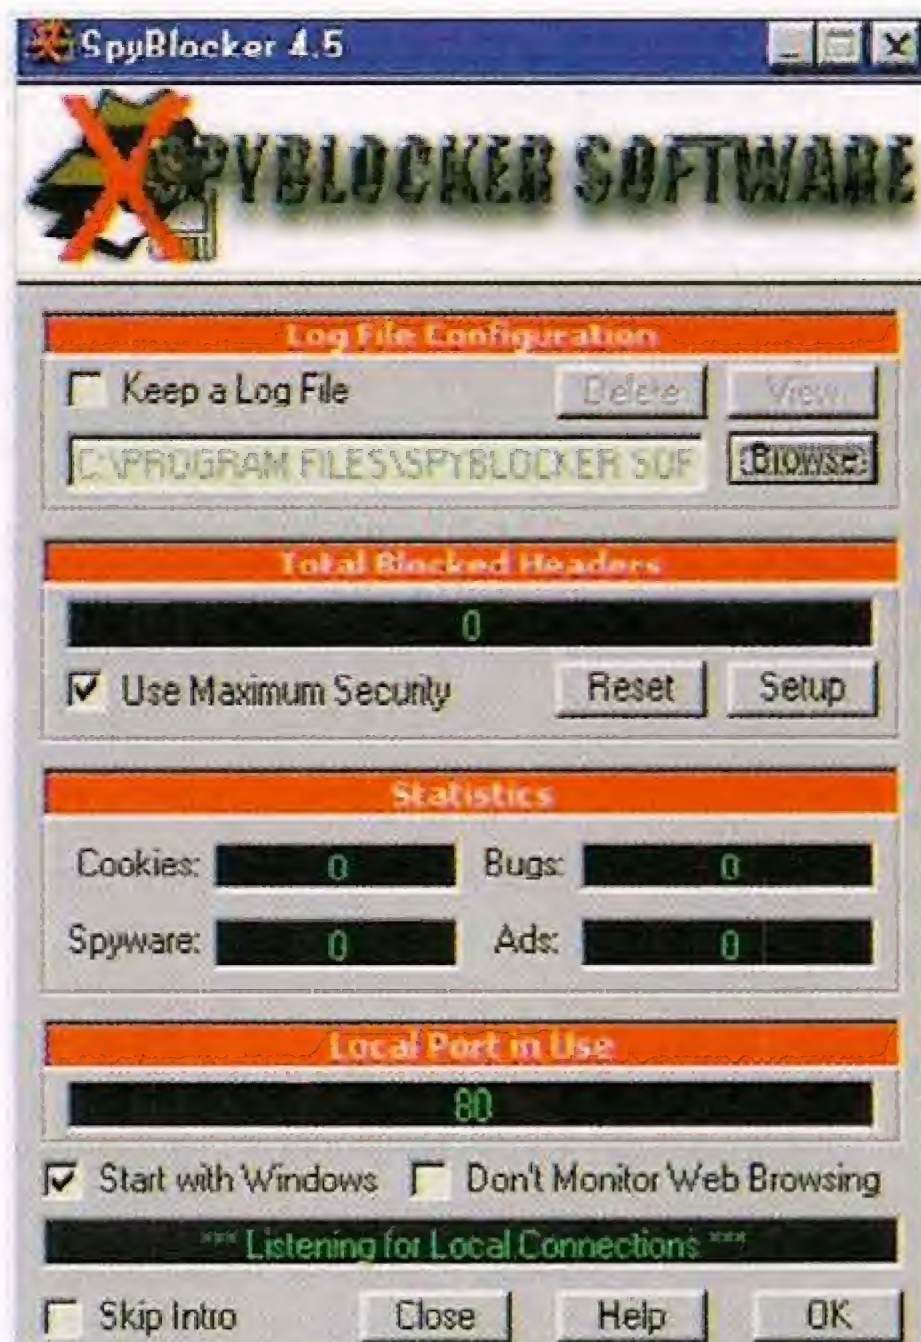 SpyBlocker 4.5
SPYBLOCKER SOFTWARE
Log File Configuration
Keep a Log File Delete View
C:\PROGRAM FILES\SPYBLOCKER SOF Browse
Total Blocked Headers
0
Use Maximum Security Reset Setup
Statistics
Cookies: 0 Bugs: 0
Spyware: 0 Ads: 0
Local Port in Use
80
Start with Windows Don't Monitor Web Browsing
*** Listening for Local Connections ***
Skip Intro Close Help OK